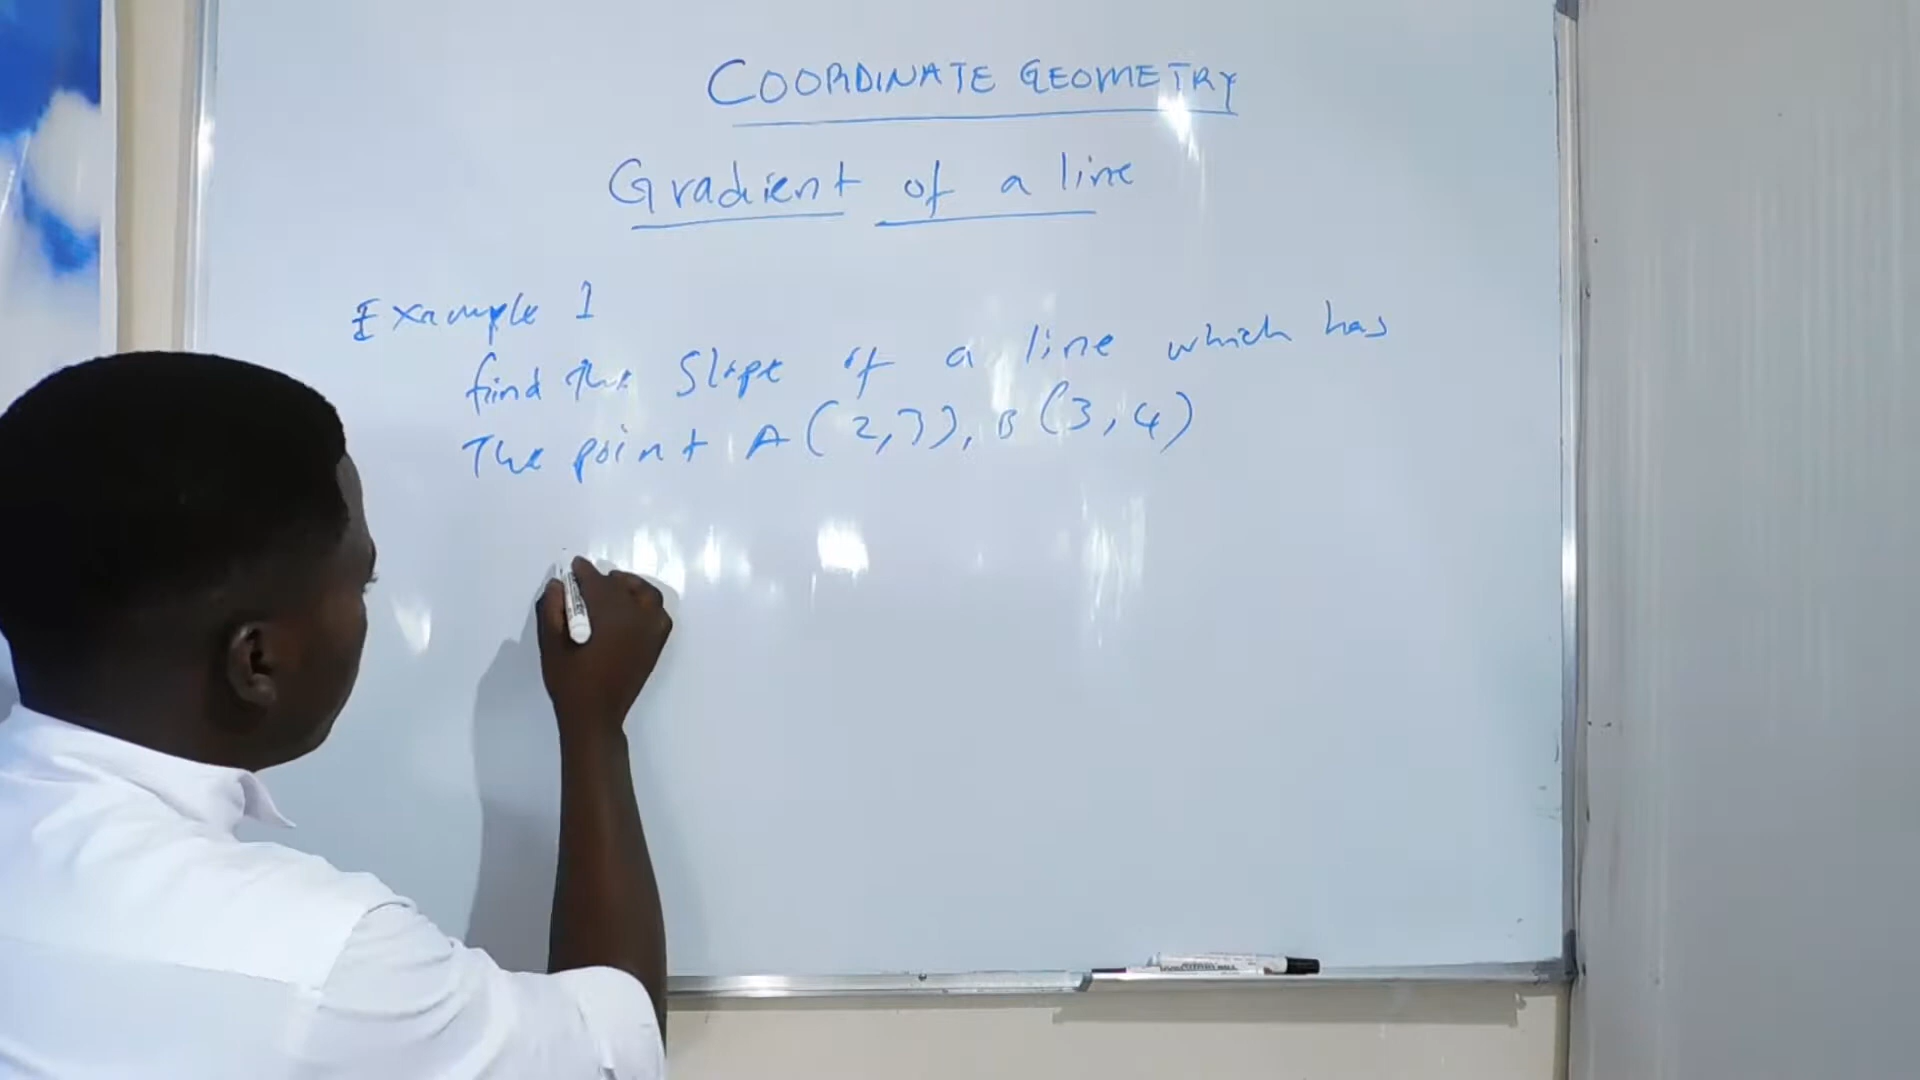 COORDINATE GEOMETRY
Gradient of a line
Example 1
find the Slope of a line which has
The point A (2,3), B (3,4)